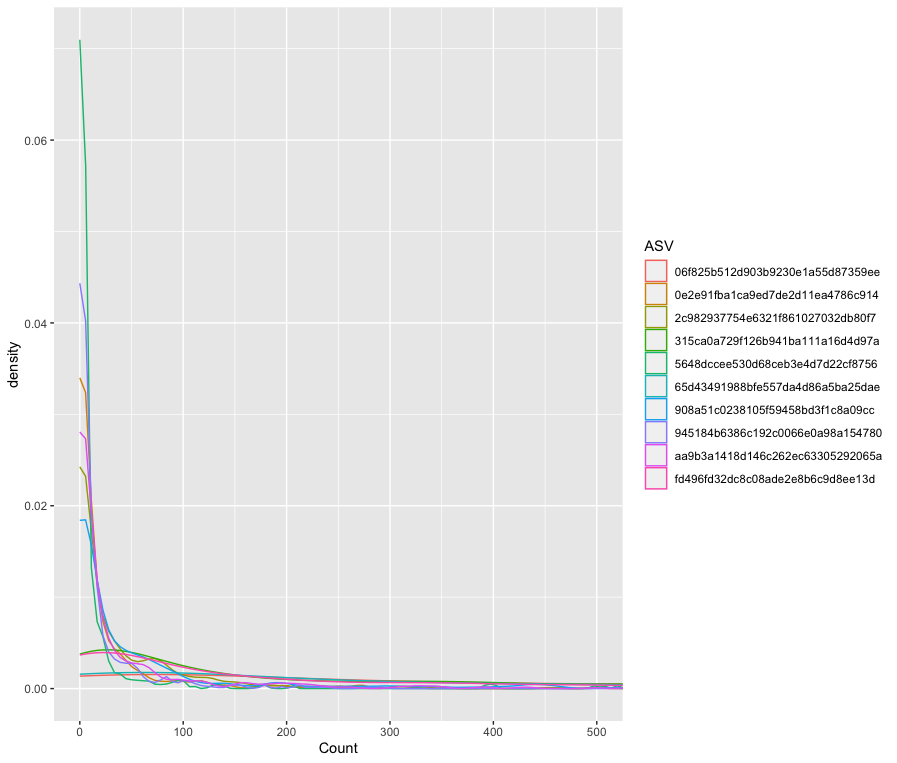 0.06
0.04
0.02
0.00
density
0
100
200
300
400
500
Count
ASV
06f825b512d903b9230e1a55d87359ee
0e2e91fba1ca9ed7de2d11ea4786c914
2c982937754e6321f861027032db80f7
315ca0a729f126b941ba111a16d4d97a
5648dccee530d68ceb3e4d7d22cf8756
65d43491988bfe557da4d86a5ba25dae
908a51c0238105f59458bd3f1c8a09cc
945184b6386c192c0066e0a98a154780
aa9b3a1418d146c262ec63305292065a
fd496fd32dc8c08ade2e8b6c9d8ee13d